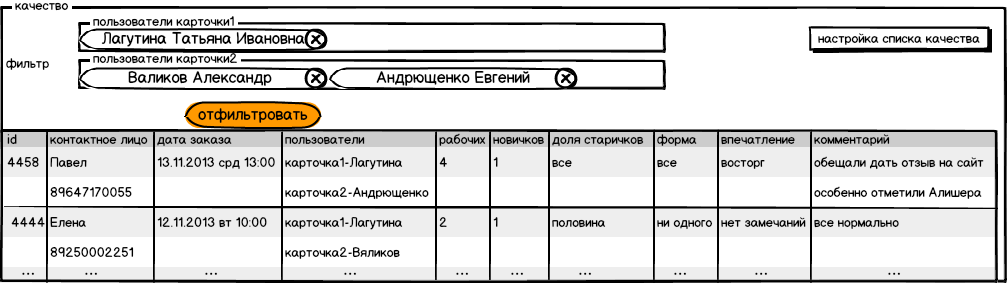 качество
пользователи карточки1
Лагутина Татьяна Ивановна
настройка списка качества
фильтр
пользователи карточки2
Валиков Александр Андрющенко Евгений
отфильтровать
id контактное лицо дата заказа пользователи рабочих новичков доля старичков форма впечатление комментарий
4458 Павел 13.11.2013 срд 13:00 карточка1-Лагутина 4 1 все все восторг обещали дать отзыв на сайт
89647170055 карточка2-Андрющенко особенно отметили Алишера
4444 Елена 12.11.2013 вт 10:00 карточка1-Лагутина 2 1 половина ни одного нет замечаний все нормально
89250002251 карточка2-Вяликов
... ... ... ... ... ... ... ... ... ...